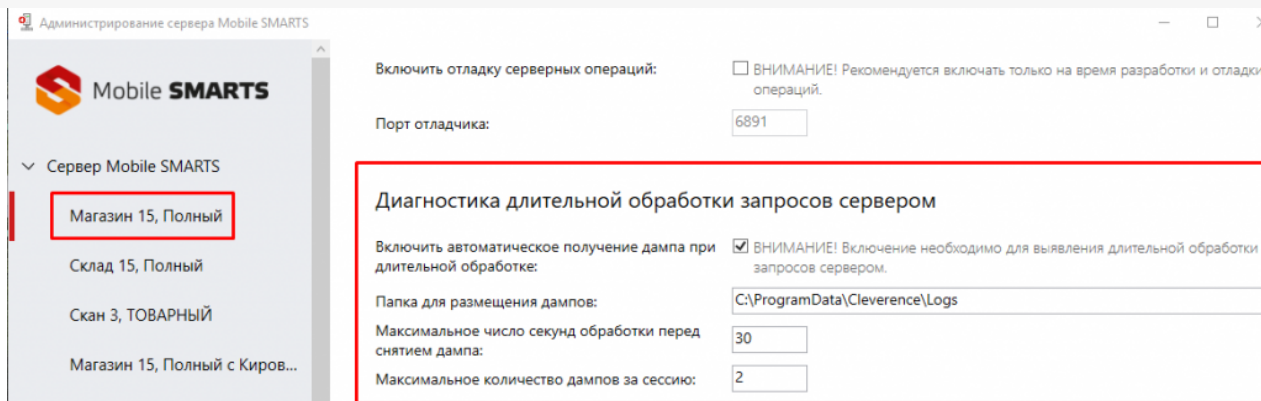 Администрирование сервера Mobile SMARTS
Mobile SMARTS
Сервер Mobile SMARTS
Магазин 15, Полный
Склад 15, Полный
Скан 3, ТОВАРНЫЙ
Магазин 15, Полный с Киров...
Включить отладку серверных операций:
ВНИМАНИЕ! Рекомендуется включать только на время разработки и отладки
операций.
Порт отладчика:
6891
Диагностика длительной обработки запросов сервером
Включить автоматическое получение дампа при
длительной обработке:
ВНИМАНИЕ! Включение необходимо для выявления длительной обработки
запросов сервером.
Папка для размещения дампов:
C:\ProgramData\Cleverence\Logs
Максимальное число секунд обработки перед
снятием дампа:
30
Максимальное количество дампов за сессию:
2